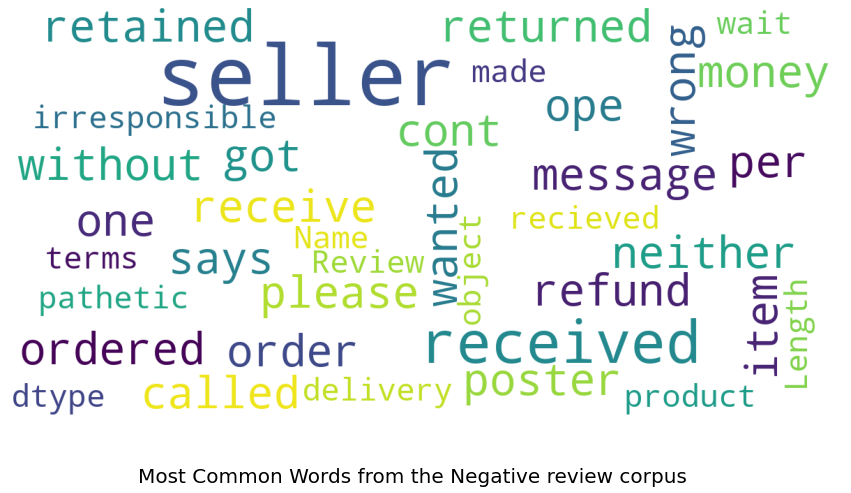 retained
returned
wait
seller
made
wrong
money
irresponsible
cont
ope
without
got
wanted
message
per
one
receive
recieved
Name
object
terms
says
Review
neither
pathetic
please
refund
item
Length
ordered
order
received
dtype
called
delivery
poster
product
Most Common Words from the Negative review corpus